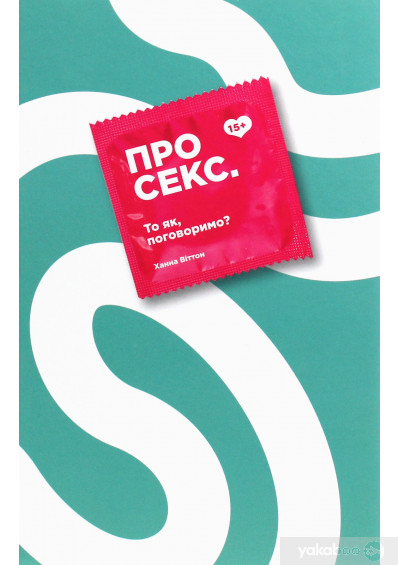 15+
ПРО
СЕКС.
То як,
поговоримо?
Ханна Віттон
yakaboo